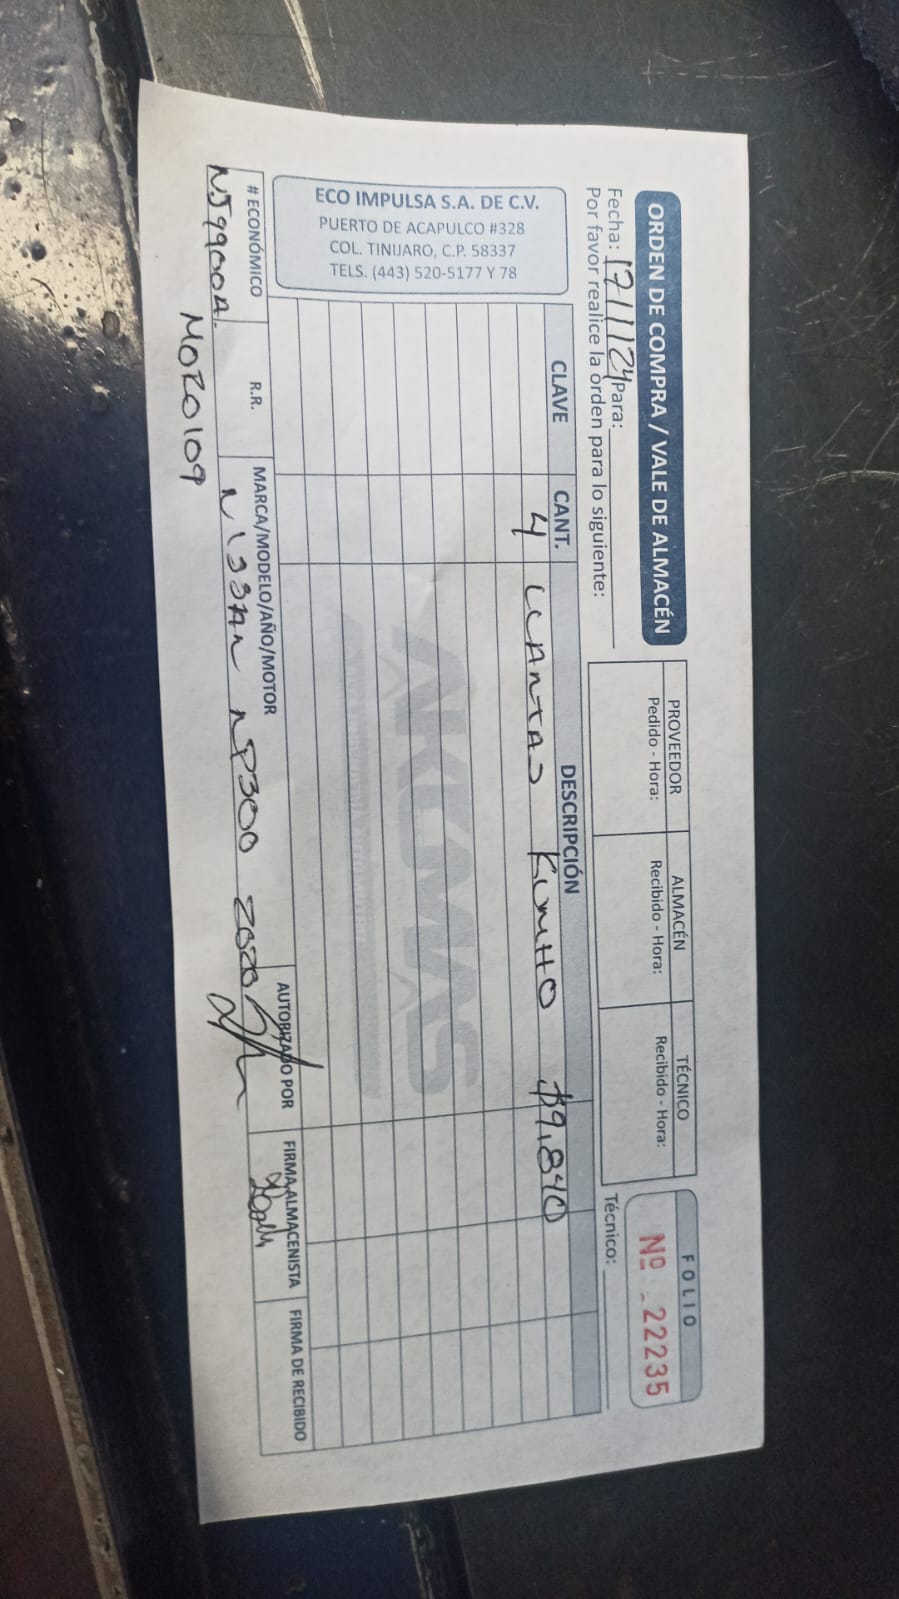 ORDEN DE COMPRA / VALE DE ALMACÉN
Fecha: 17/1/24 Para:
Por favor realice la orden para lo siguiente:
PROVEEDOR ALMACÉN TÉCNICO
Pedido - Hora: Recibido - Hora: Recibido - Hora:
FOLIO
Nº 22235
Técnico:
ECO IMPULSA S.A. DE C.V.
PUERTO DE ACAPULCO #328
COL. TINIJARO, C.P. 58337
TELS. (443) 520-5177 Y 78
CLAVE CANT. DESCRIPCIÓN
4 LLANTAS KUMHO $9,840
AKUMAS
# ECONÓMICO R.R. MARCA/MODELO/AÑO/MOTOR AUTORIZADO POR FIRMA ALMACENISTA FIRMA DE RECIBIDO
NJ9900A NISSAN NP300 2020
MO20109